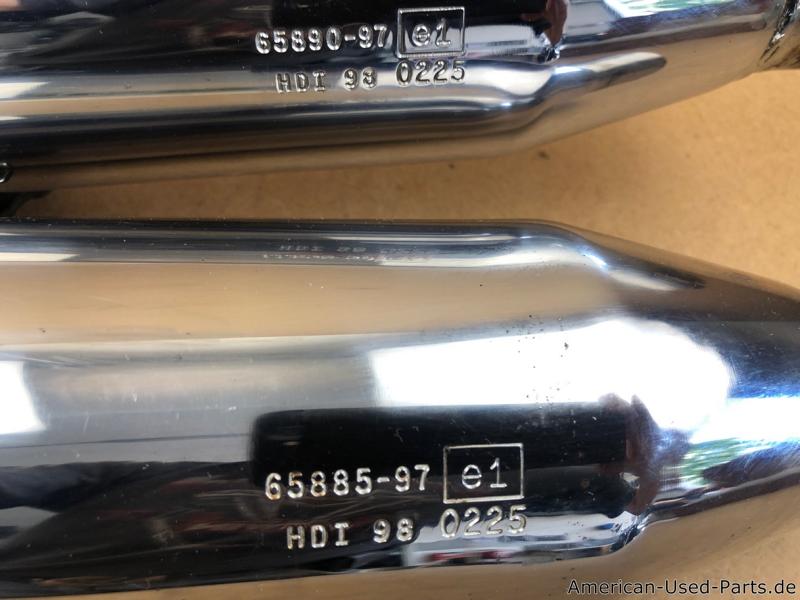 65890-97 e1
HDI 98 0225
65885-97 e1
HDI 98 0225
American-Used-Parts.de